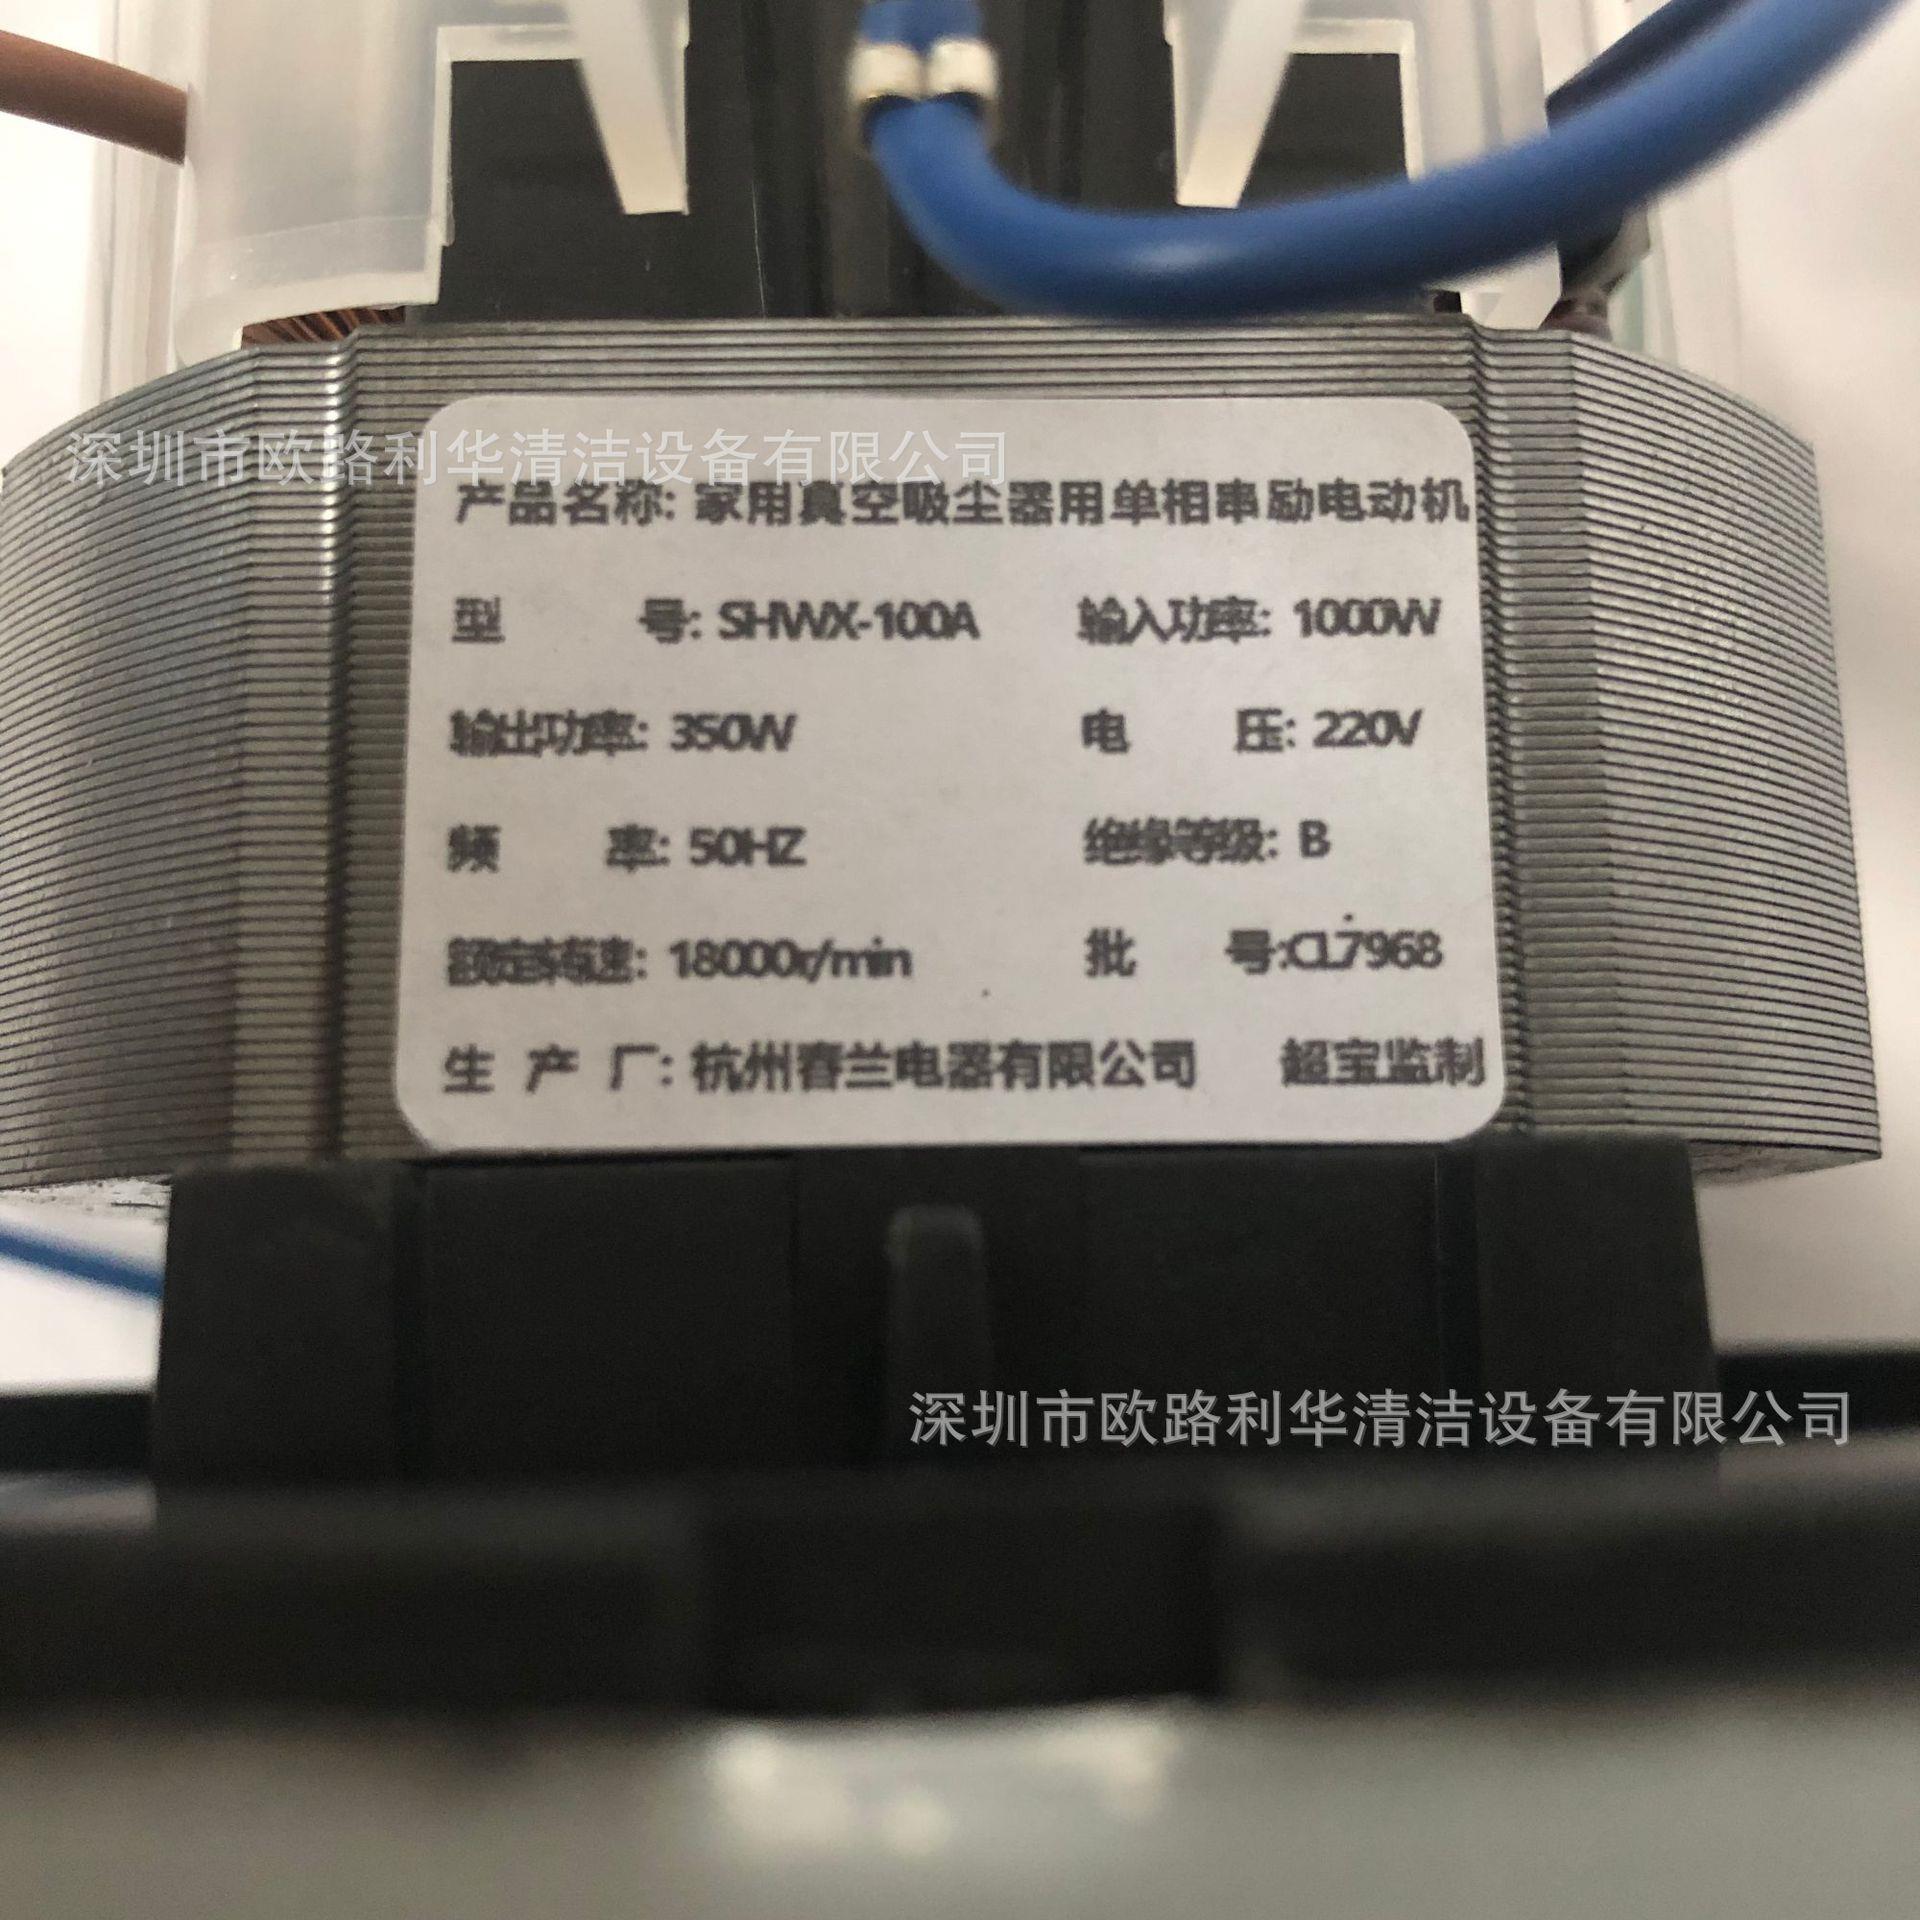 深圳市欧路利华清洁设备有限公司
产品名称: 家用真空吸尘器用单相串励电动机
型 号: SHWX-100A 输入功率: 1000W
输出功率: 350W 电 压: 220V
频 率: 50HZ 绝缘等级: B
额定转速: 18000r/min 批 号:CL7968
生 产 厂: 杭州春兰电器有限公司 超宝监制
深圳市欧路利华清洁设备有限公司